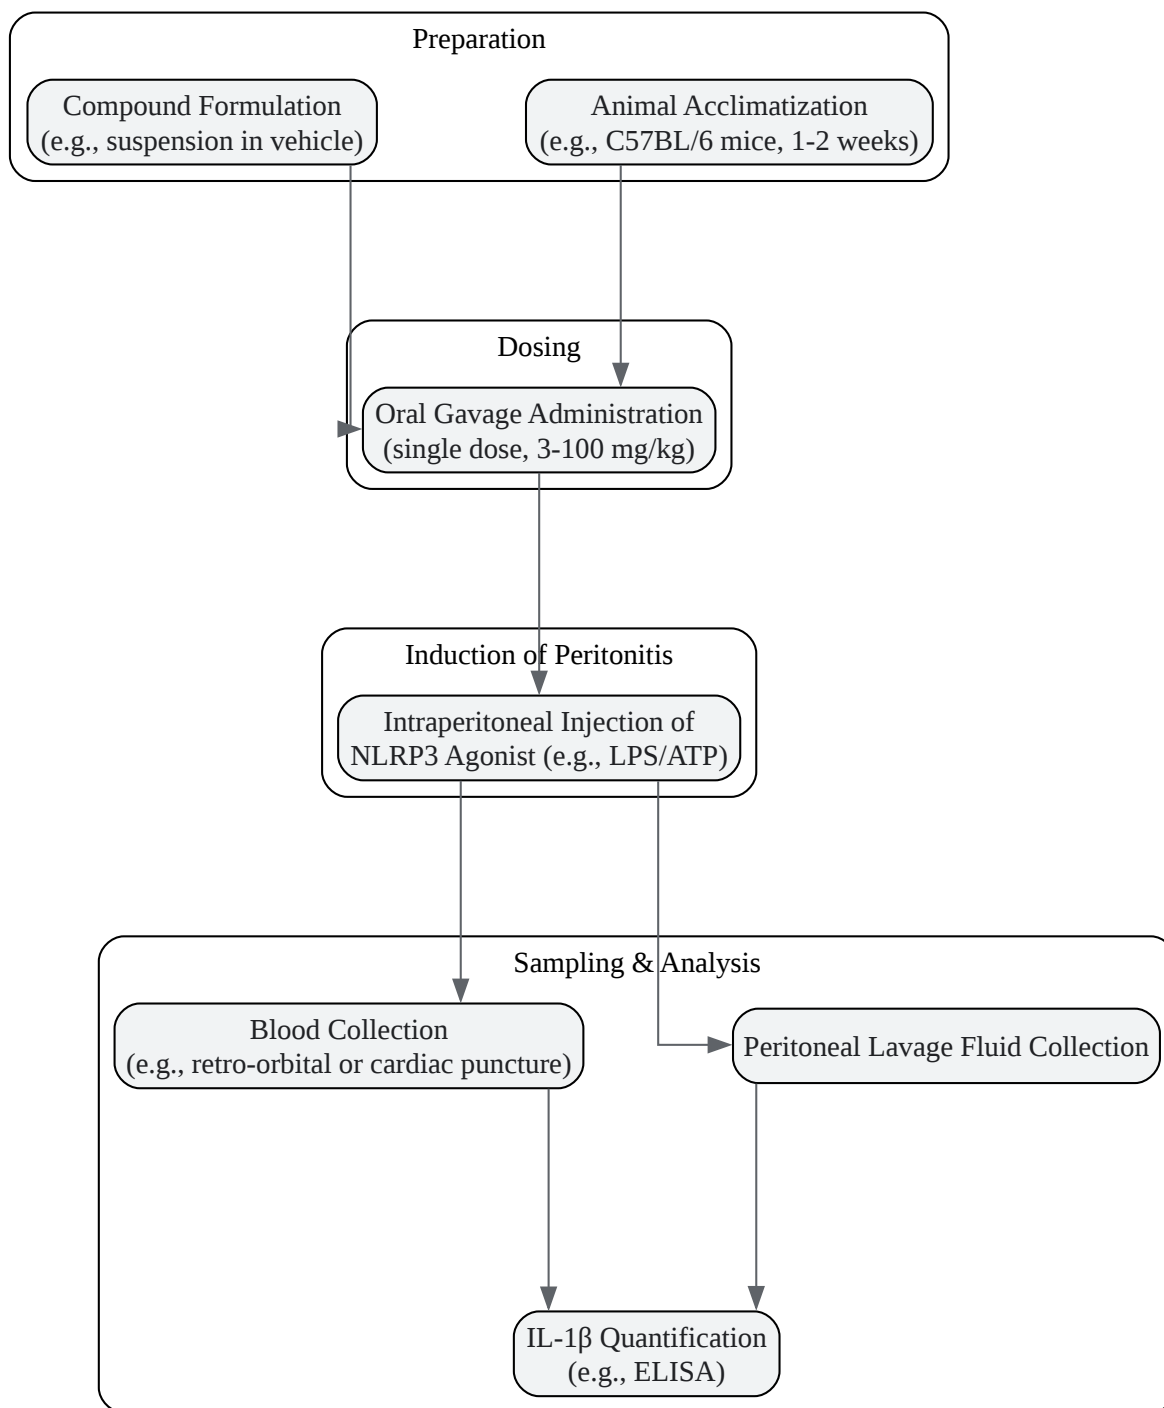 Preparation
Compound Formulation
(e.g., suspension in vehicle)
Animal Acclimatization
(e.g., C57BL/6 mice, 1-2 weeks)
Dosing
Oral Gavage Administration
(single dose, 3-100 mg/kg)
Induction of Peritonitis
Intraperitoneal Injection of
NLRP3 Agonist (e.g., LPS/ATP)
Sampling & Analysis
Blood Collection
(e.g., retro-orbital or cardiac puncture)
Peritoneal Lavage Fluid Collection
IL-1β Quantification
(e.g., ELISA)